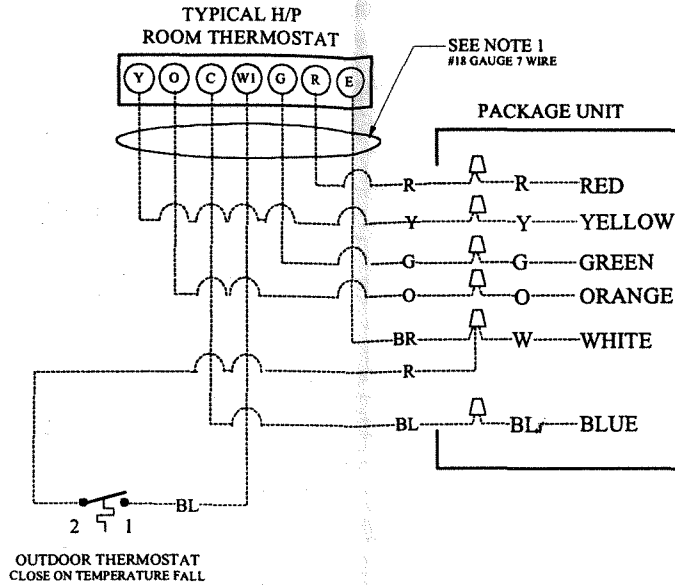 TYPICAL H/P
ROOM THERMOSTAT
Y O C W1 G R E
SEE NOTE 1
#18 GAUGE 7 WIRE
PACKAGE UNIT
R R RED
Y Y YELLOW
G G GREEN
O O ORANGE
BR W WHITE
R
BL BL BLUE
BL
2 1
OUTDOOR THERMOSTAT
CLOSE ON TEMPERATURE FALL